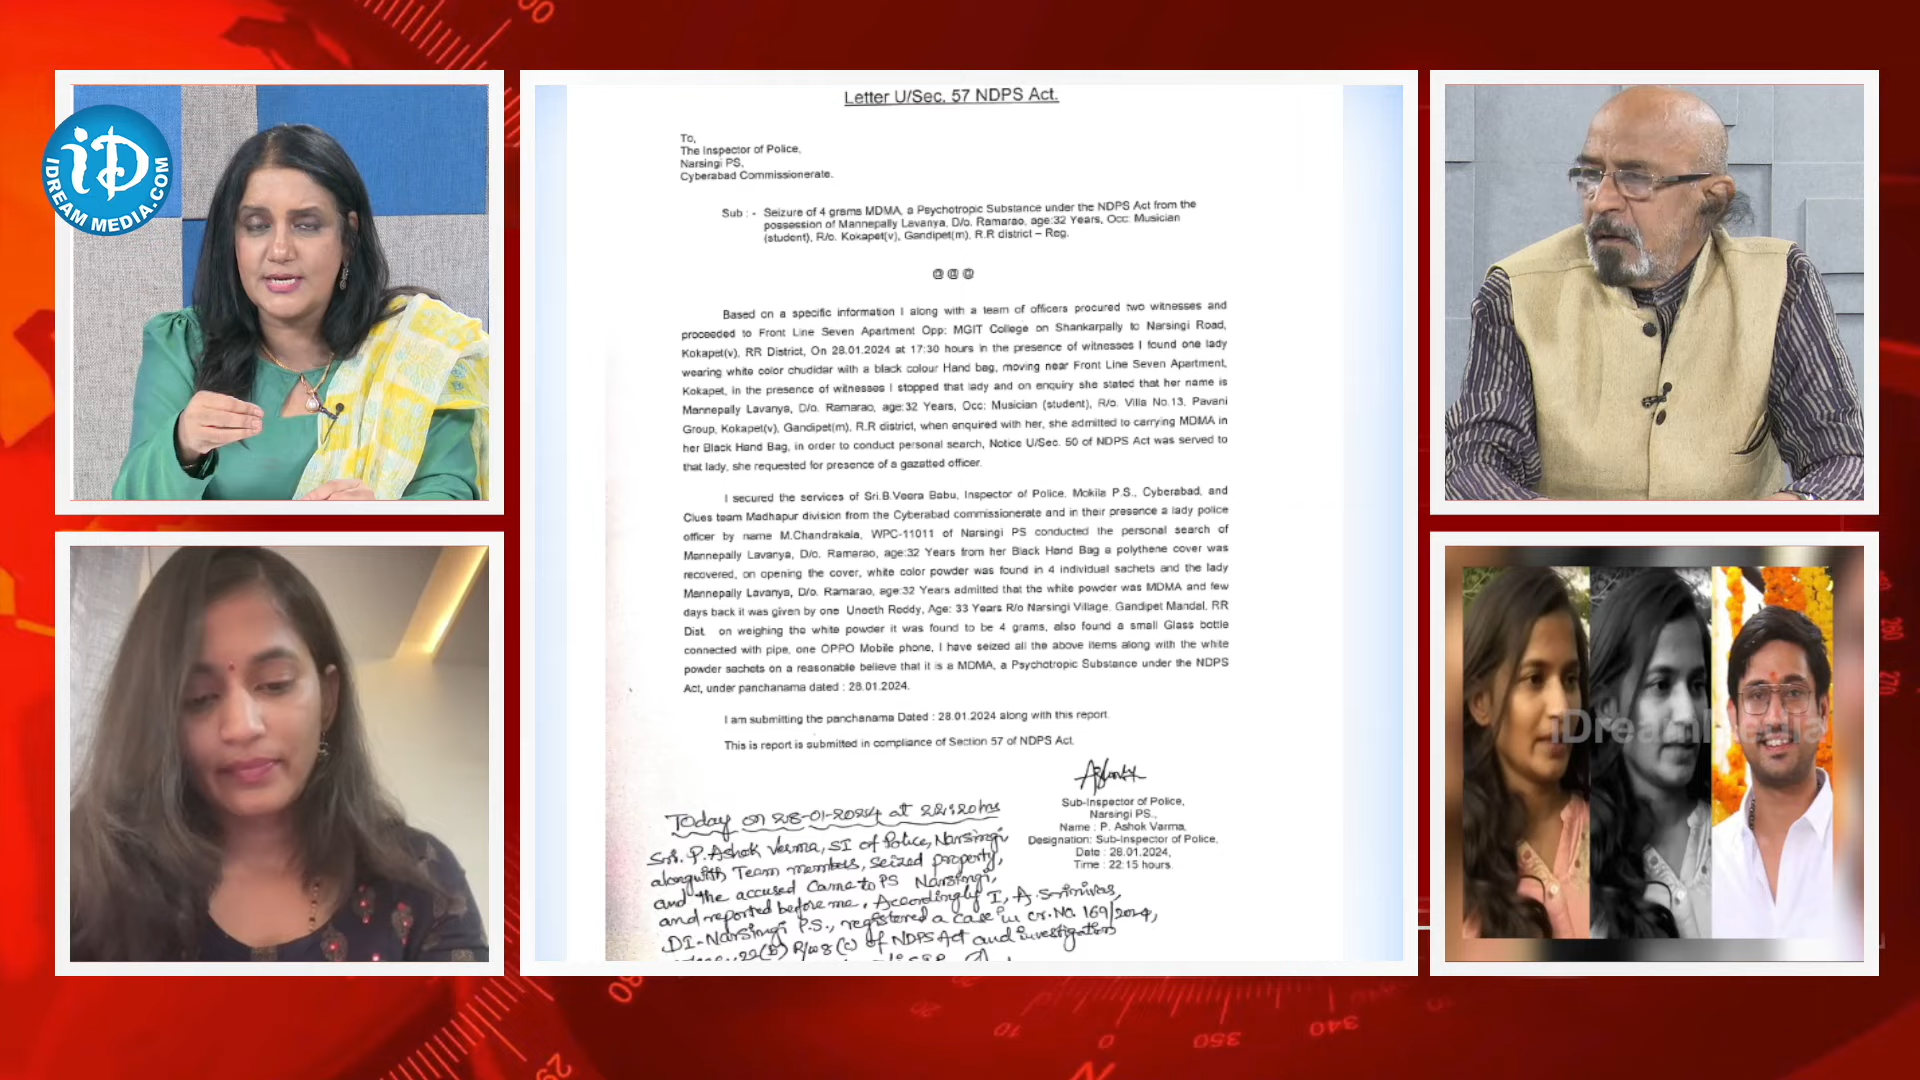 iD
IDREAM MEDIA.COM
Letter U/Sec. 57 NDPS Act.
To,
The Inspector of Police,
Narsingi PS,
Cyberabad Commissionerate.
Sub : - Seizure of 4 grams MDMA, a Psychotropic Substance under the NDPS Act from the
possession of Mannepally Lavanya, D/o. Ramarao, age:32 Years, Occ: Musician
(student), R/o. Kokapet(v), Gandipet(m), R.R district – Reg.
@@@
Based on a specific information I along with a team of officers procured two witnesses and
proceeded to Front Line Seven Apartment Opp: MGIT College on Shankarpally to Narsingi Road,
Kokapet(v), RR District, On 28.01.2024 at 17:30 hours in the presence of witnesses I found one lady
wearing white color chudidar with a black colour Hand bag, moving near Front Line Seven Apartment,
Kokapet, in the presence of witnesses I stopped that lady and on enquiry she stated that her name is
Mannepally Lavanya, D/o. Ramarao, age:32 Years, Occ: Musician (student), R/o. Villa No.13, Pavani
Group, Kokapet(v), Gandipet(m), R.R district, when enquired with her, she admitted to carrying MDMA in
her Black Hand Bag, in order to conduct personal search, Notice U/Sec. 50 of NDPS Act was served to
that lady, she requested for presence of a gazatted officer.
I secured the services of Sri.B.Veera Babu, Inspector of Police, Mokila P.S., Cyberabad, and
Clues team Madhapur division from the Cyberabad commissionerate and in their presence a lady police
officer by name M.Chandrakala, WPC-11011 of Narsingi PS conducted the personal search of
Mannepally Lavanya, D/o. Ramarao, age:32 Years from her Black Hand Bag a polythene cover was
recovered, on opening the cover, white color powder was found in 4 individual sachets and the lady
Mannepally Lavanya, D/o. Ramarao, age:32 Years admitted that the white powder was MDMA and few
days back it was given by one Uneeth Reddy, Age: 33 Years R/o Narsingi Village, Gandipet Mandal, RR
Dist. on weighing the white powder it was found to be 4 grams, also found a small Glass bottle
connected with pipe, one OPPO Mobile phone, I have seized all the above items along with the white
powder sachets on a reasonable believe that it is a MDMA, a Psychotropic Substance under the NDPS
Act, under panchanama dated : 28.01.2024.
I am submitting the panchanama Dated : 28.01.2024 along with this report.
This is report is submitted in compliance of Section 57 of NDPS Act.
Sub-Inspector of Police,
Narsingi PS.,
Name : P. Ashok Varma,
Designation: Sub-Inspector of Police,
Date : 28.01.2024,
Time : 22:15 hours.
Today on 28-01-2024 at 22:20 hrs
Sri. P. Ashok Varma, SI of Police, Narsingi
alongwith Team members, seized property,
and the accused came to PS Narsingi,
and reported before me. Accordingly I, A. Srinivas,
DI-Narsingi P.S., registered a case in cr.No. 169/2024,
22(B) R/w 8(c) of NDPS Act and investigation
iDreamMedia
00
280
270
80
29
10
0
350
340
N